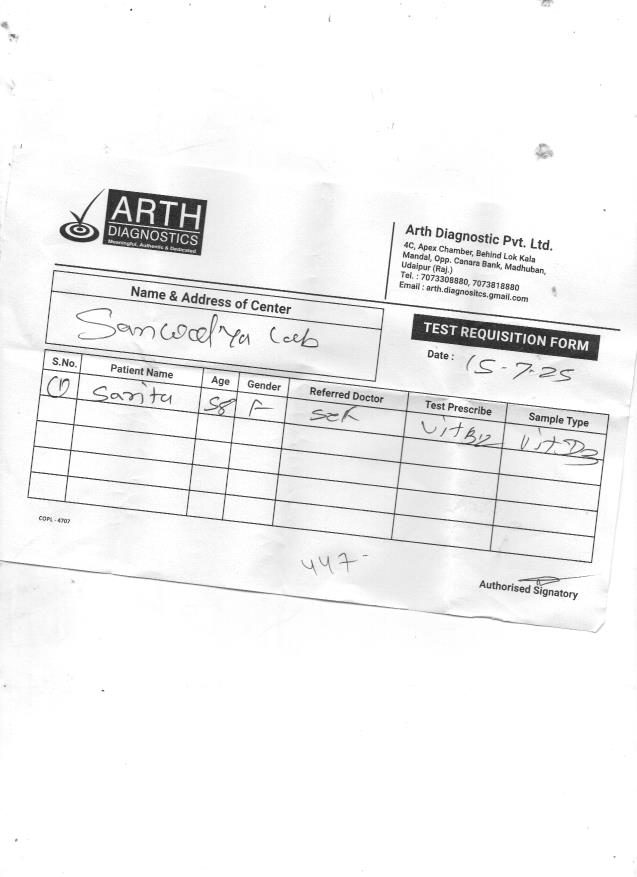 ARTH
DIAGNOSTICS
Meaningful, Authentic & Dedicated
Arth Diagnostic Pvt. Ltd.
4C, Apex Chamber, Behind Lok Kala
Mandal, Opp. Canara Bank, Madhuban,
Udaipur (Raj.)
Tel. : 7073308880, 7073818880
Email : arth.diagnositcs.gmail.com
Name & Address of Center
Lab
TEST REQUISITION FORM
Date : 15-7-25
S.No. Patient Name Age Gender Referred Doctor Test Prescribe Sample Type
(1) Sarita 58 F Self Vit B12 Vit. D3
COPL - 4707
447-
Authorised Signatory